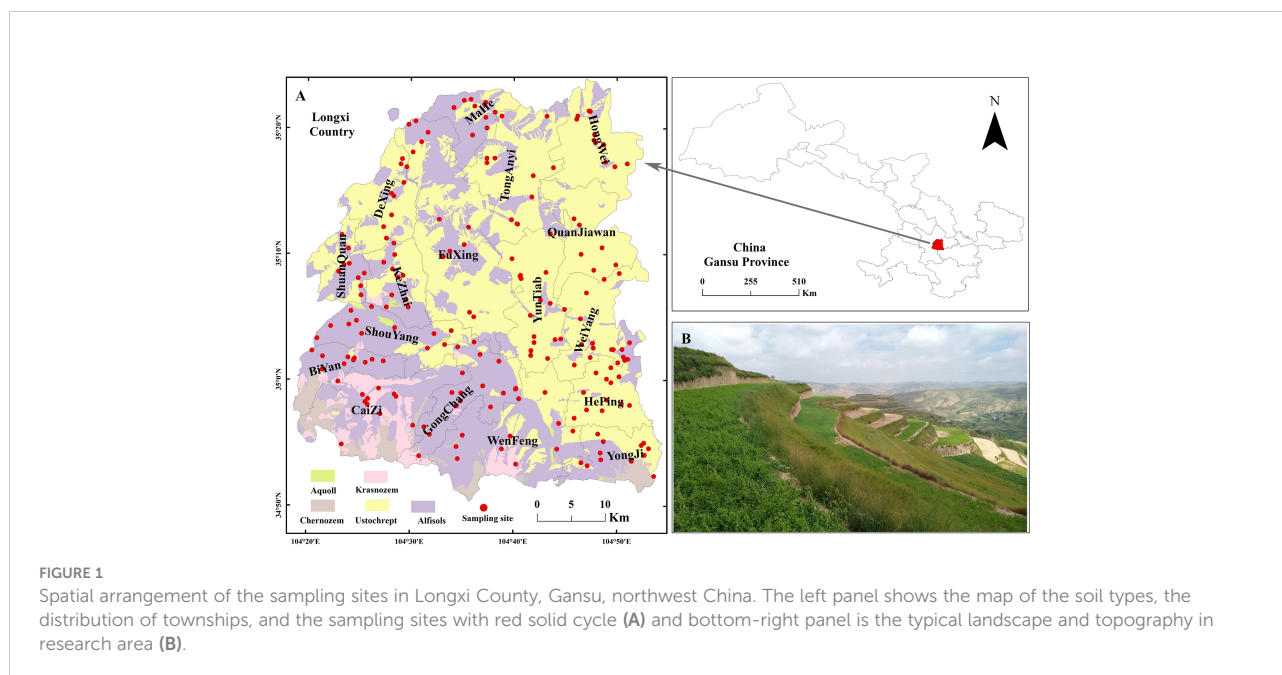 A
Longxi
Country
35°20'N
35°10'N
35°0'N
34°50'N
MaHe
HongWei
TongAnyi
DeXing
QuanJiawan
ShuanQuan
FuXing
KeZhai
YunTiab
WeiYang
ShouYang
BiYan
CaiZi
GongChang
HePing
WenFeng
YongJi
Aquoll
Krasnozem
Chernozem
Ustochrept
Alfisols
Sampling site
0 5 10
Km
104°20'E 104°30'E 104°40'E 104°50'E
N
China
Gansu Province
0 255 510
Km
B
FIGURE 1
Spatial arrangement of the sampling sites in Longxi County, Gansu, northwest China. The left panel shows the map of the soil types, the
distribution of townships, and the sampling sites with red solid cycle (A) and bottom-right panel is the typical landscape and topography in
research area (B).